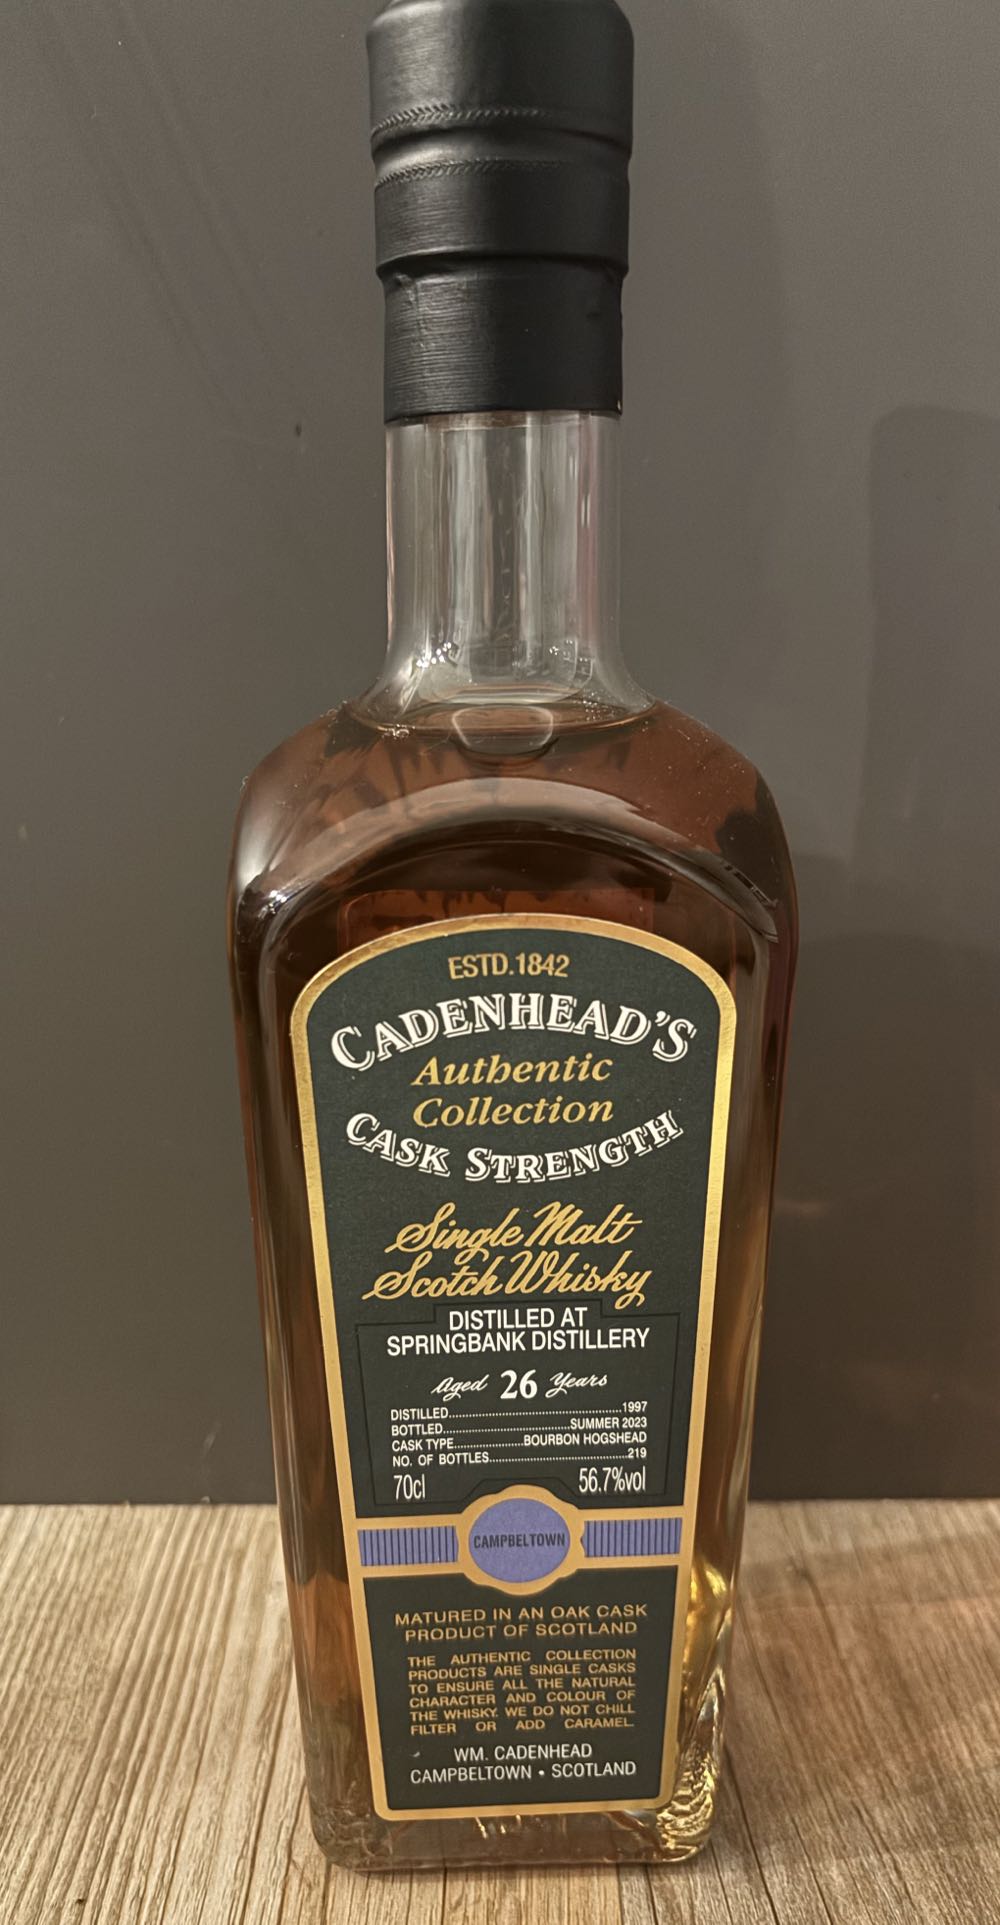 ESTD.1842
CADENHEAD'S
Authentic
Collection
CASK STRENGTH
Single Malt
Scotch Whisky
DISTILLED AT
SPRINGBANK DISTILLERY
Aged 26 Years
DISTILLED..........1997
BOTTLED..........SUMMER 2023
CASK TYPE..........BOURBON HOGSHEAD
NO. OF BOTTLES..........219
70cl 56.7%vol
CAMPBELTOWN
MATURED IN AN OAK CASK
PRODUCT OF SCOTLAND
THE AUTHENTIC COLLECTION
PRODUCTS ARE SINGLE CASKS
TO ENSURE ALL THE NATURAL
CHARACTER AND COLOUR OF
THE WHISKY. WE DO NOT CHILL
FILTER OR ADD CARAMEL.
WM. CADENHEAD
CAMPBELTOWN • SCOTLAND